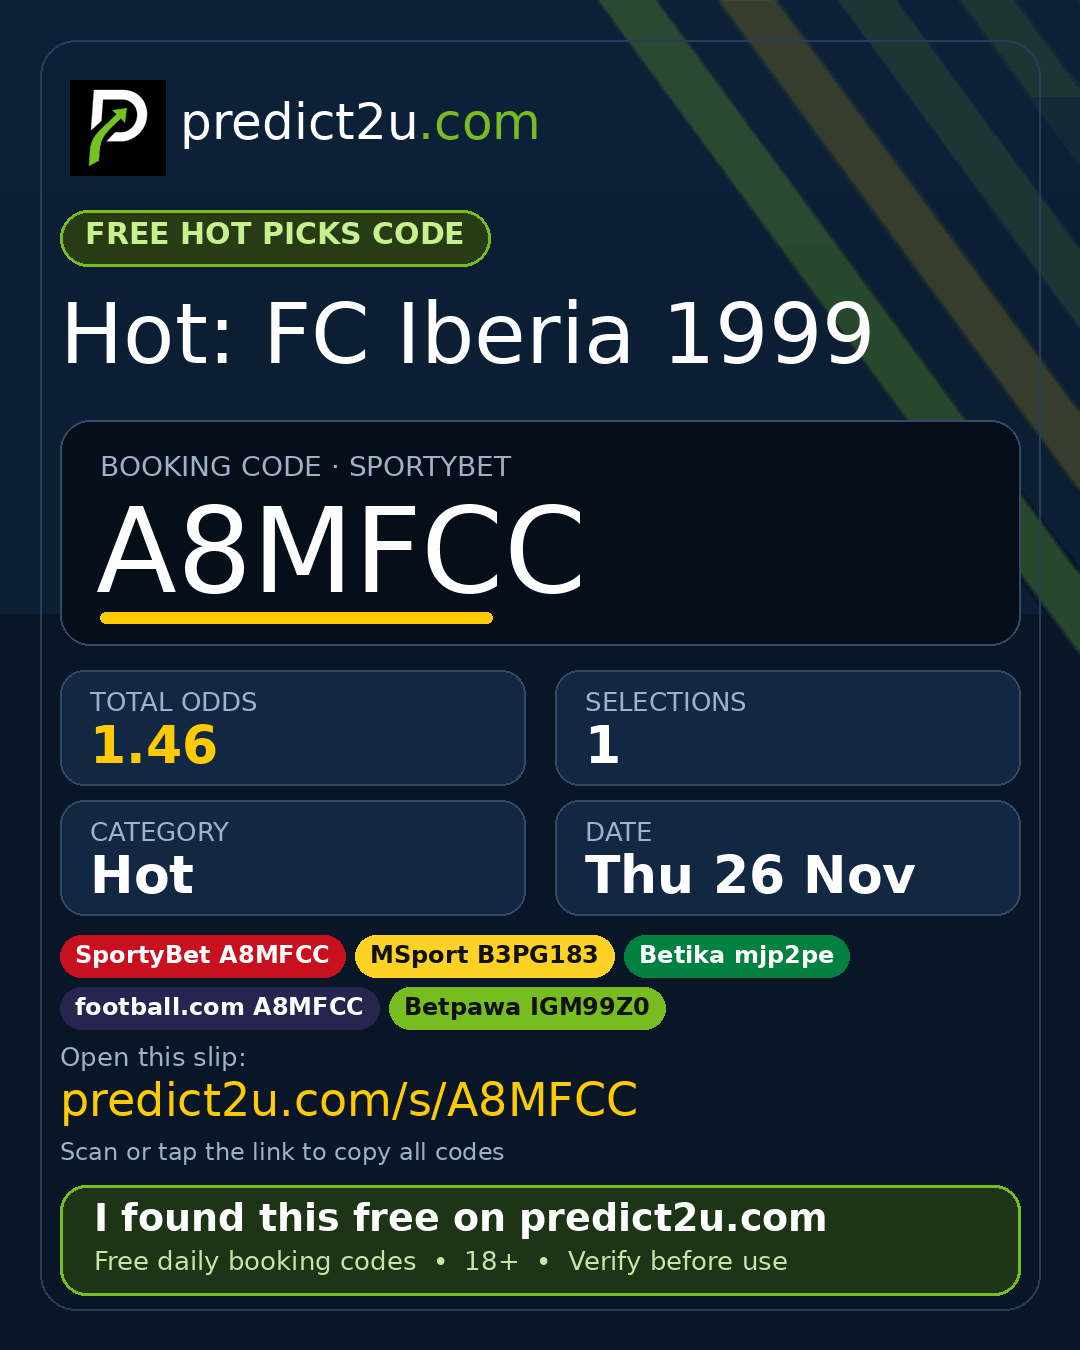 predict2u.com
FREE HOT PICKS CODE
Hot: FC Iberia 1999
BOOKING CODE · SPORTYBET
A8MFCC
TOTAL ODDS
1.46
SELECTIONS
1
CATEGORY
Hot
DATE
Thu 26 Nov
SportyBet A8MFCC
MSport B3PG183
Betika mjp2pe
football.com A8MFCC
Betpawa IGM99Z0
Open this slip:
predict2u.com/s/A8MFCC
Scan or tap the link to copy all codes
I found this free on predict2u.com
Free daily booking codes • 18+ • Verify before use